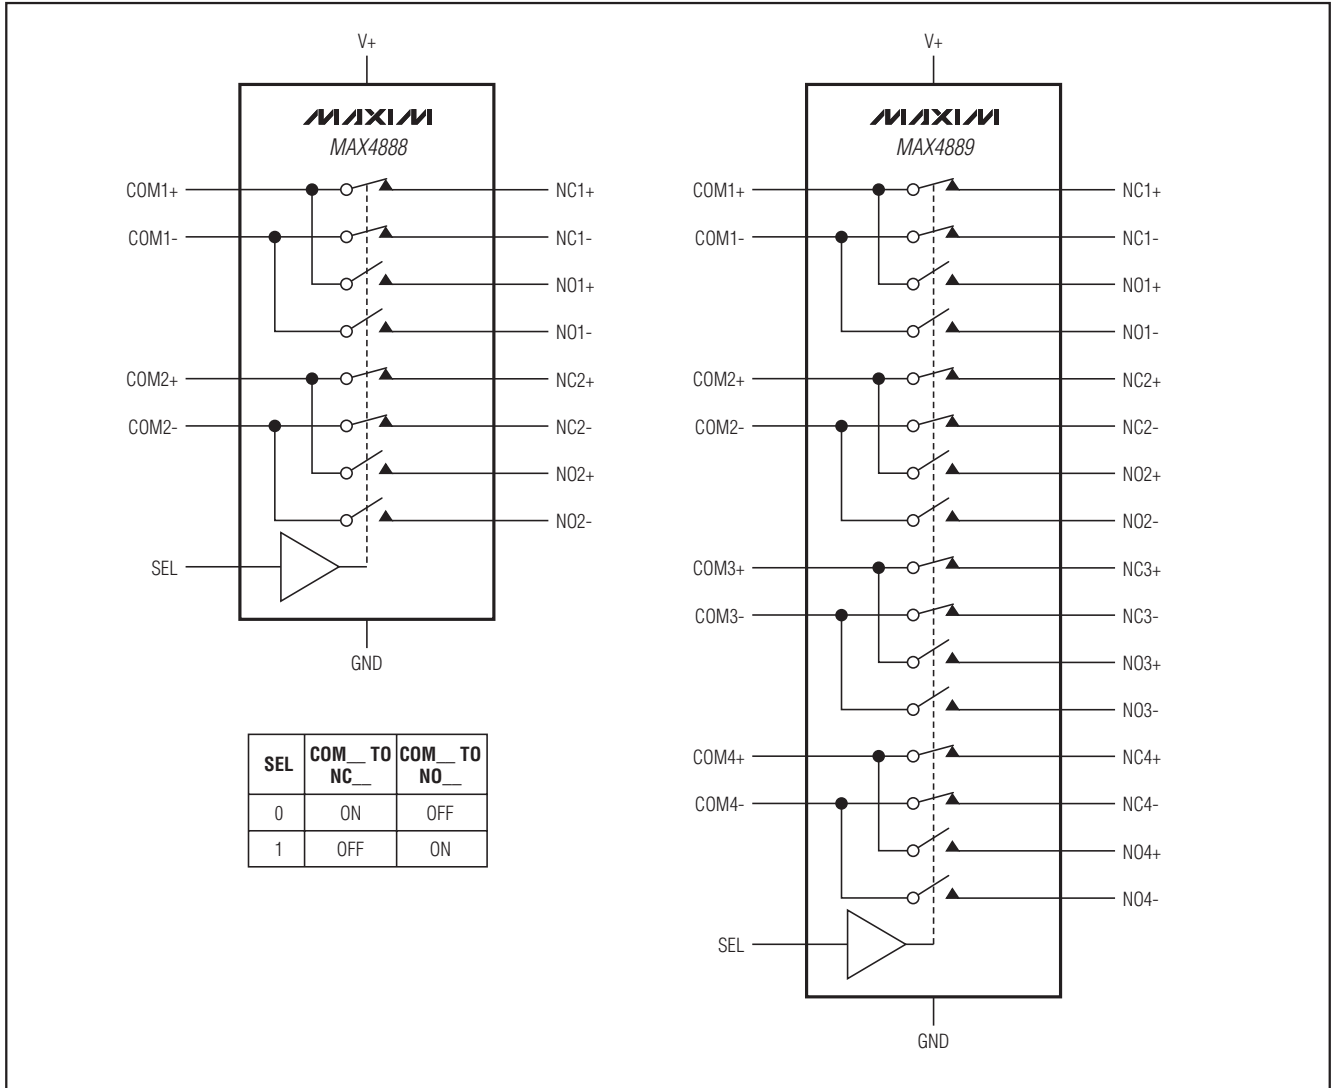 V+
MAXIM
MAX4888
COM1+
NC1+
COM1-
NC1-
NO1+
NO1-
COM2+
NC2+
COM2-
NC2-
NO2+
NO2-
SEL
GND
SEL
COM__ TO NC__
COM__ TO NO__
0
ON
OFF
1
OFF
ON
V+
MAXIM
MAX4889
COM1+
NC1+
COM1-
NC1-
NO1+
NO1-
COM2+
NC2+
COM2-
NC2-
NO2+
NO2-
COM3+
NC3+
COM3-
NC3-
NO3+
NO3-
COM4+
NC4+
COM4-
NC4-
NO4+
NO4-
SEL
GND